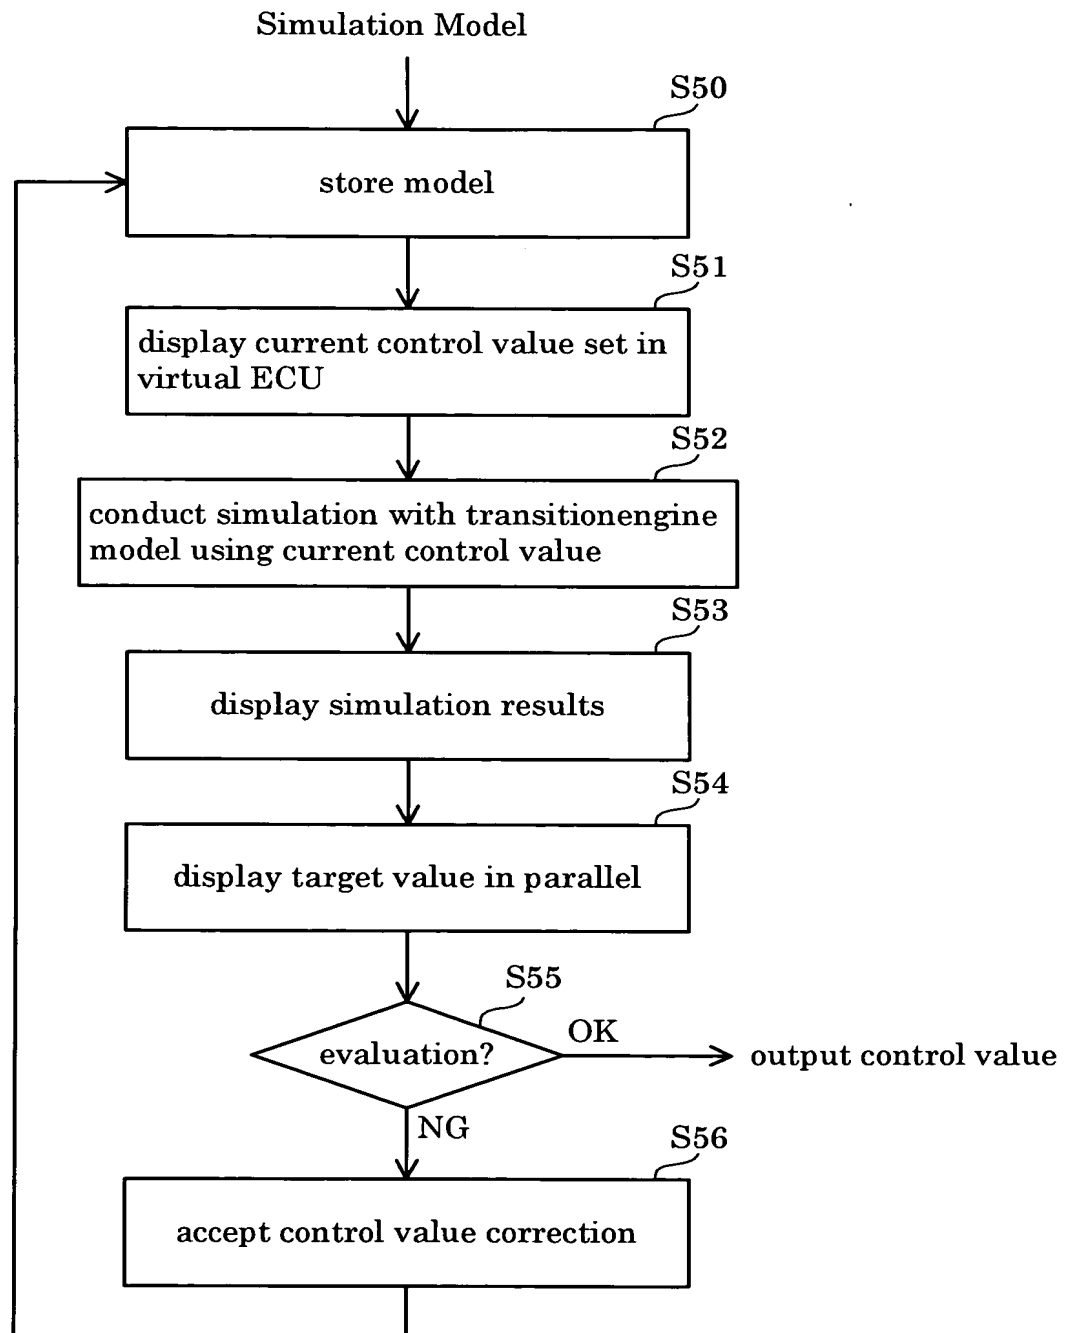 Simulation Model
S50
store model
S51
display current control value set in
virtual ECU
S52
conduct simulation with transitionengine
model using current control value
S53
display simulation results
S54
display target value in parallel
S55
evaluation?
OK
output control value
NG
S56
accept control value correction